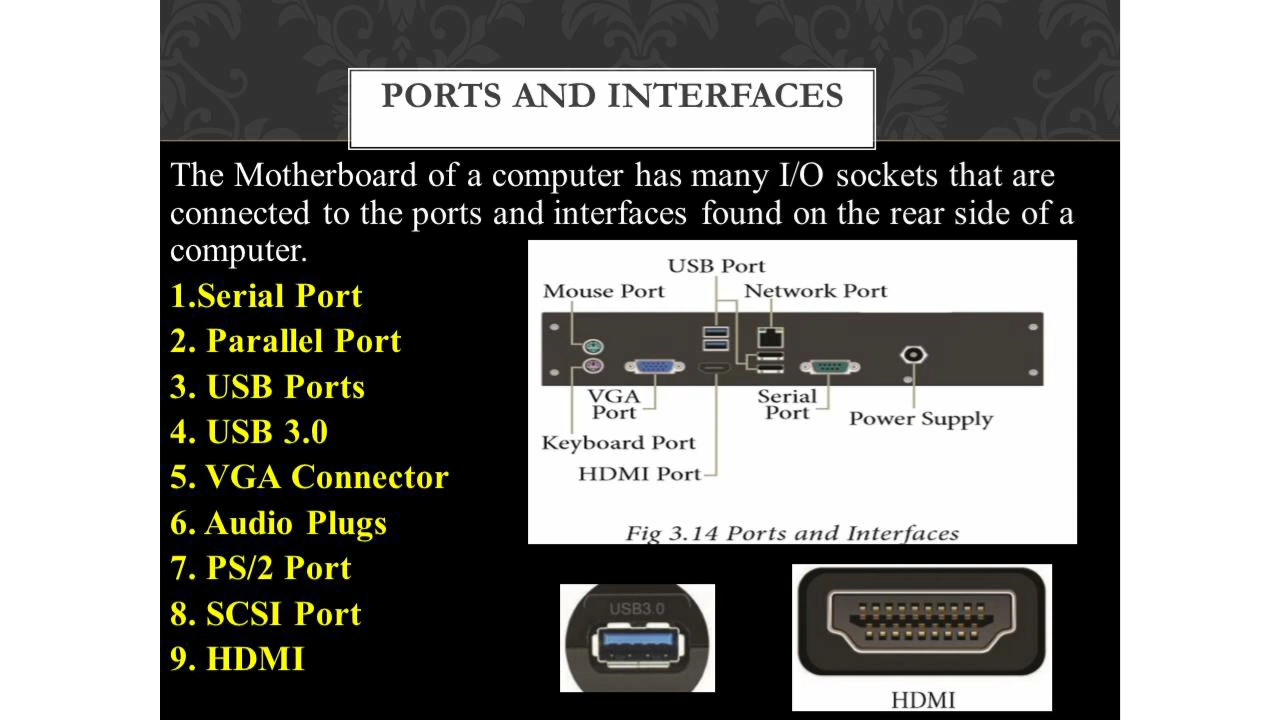 PORTS AND INTERFACES
The Motherboard of a computer has many I/O sockets that are
connected to the ports and interfaces found on the rear side of a
computer.
1.Serial Port
2. Parallel Port
3. USB Ports
4. USB 3.0
5. VGA Connector
6. Audio Plugs
7. PS/2 Port
8. SCSI Port
9. HDMI
USB Port
Mouse Port
Network Port
VGA
Port
Serial
Port
Power Supply
Keyboard Port
HDMI Port
Fig 3.14 Ports and Interfaces
USB3.0
HDMI